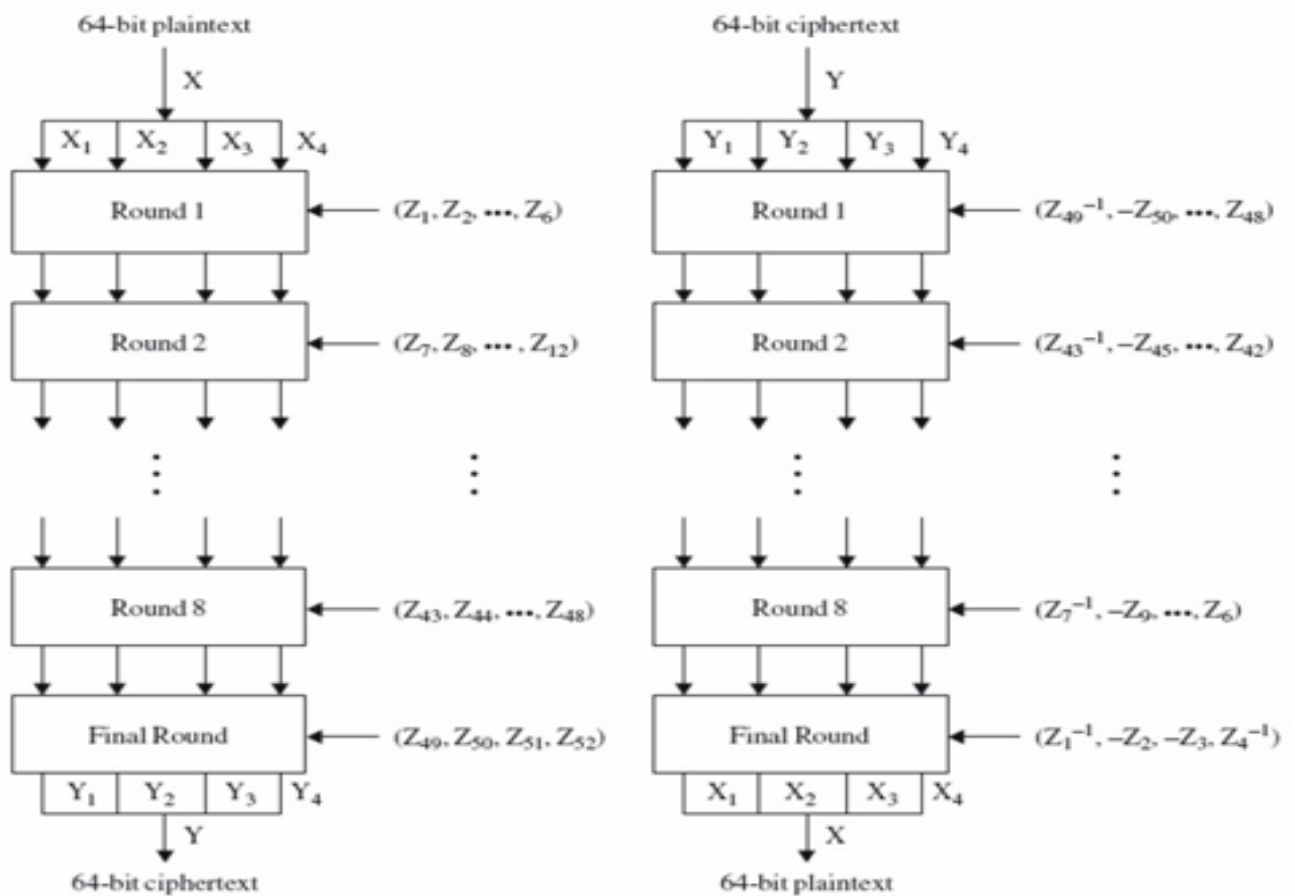 64-bit plaintext
X
X₁ X₂ X₃ X₄
Round 1
(Z₁, Z₂, •••, Z₆)
Round 2
(Z₇, Z₈, •••, Z₁₂)
Round 8
(Z₄₃, Z₄₄, •••, Z₄₈)
Final Round
(Z₄₉, Z₅₀, Z₅₁, Z₅₂)
Y₁ Y₂ Y₃ Y₄
Y
64-bit ciphertext
64-bit ciphertext
Y
Y₁ Y₂ Y₃ Y₄
Round 1
(Z₄₉⁻¹, –Z₅₀, •••, Z₄₈)
Round 2
(Z₄₃⁻¹, –Z₄₅, •••, Z₄₂)
Round 8
(Z₇⁻¹, –Z₉, •••, Z₆)
Final Round
(Z₁⁻¹, –Z₂, –Z₃, Z₄⁻¹)
X₁ X₂ X₃ X₄
X
64-bit plaintext